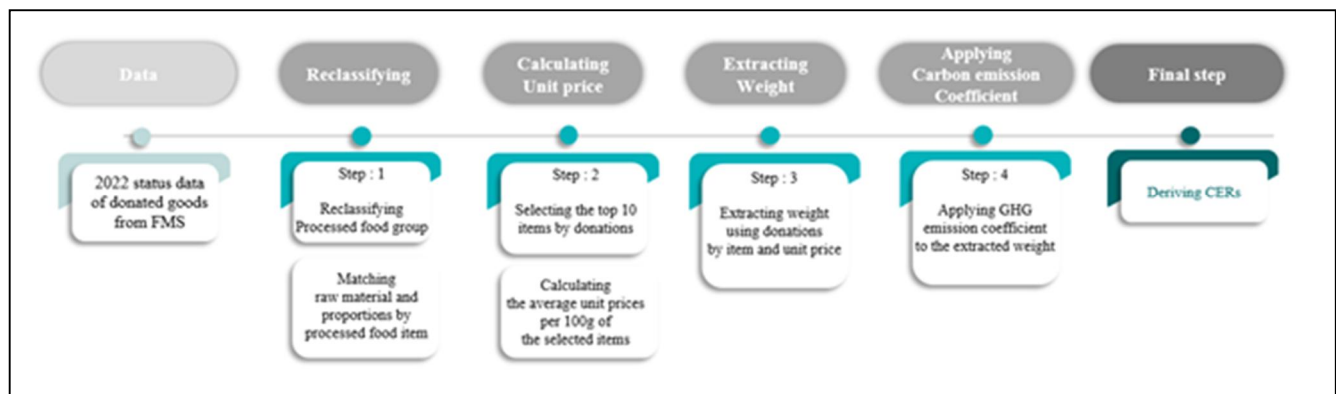 Data
Reclassifying
Calculating
Unit price
Extracting
Weight
Applying
Carbon emission
Coefficient
Final step
2022 status data
of donated goods
from FMS
Step : 1
Reclassifying
Processed food group
Matching
raw material and
proportions by
processed food item
Step : 2
Selecting the top 10
items by donations
Calculating
the average unit prices
per 100g of
the selected items
Step : 3
Extracting weight
using donations
by item and unit price
Step : 4
Applying GHG
emission coefficient
to the extracted weight
Deriving CERs